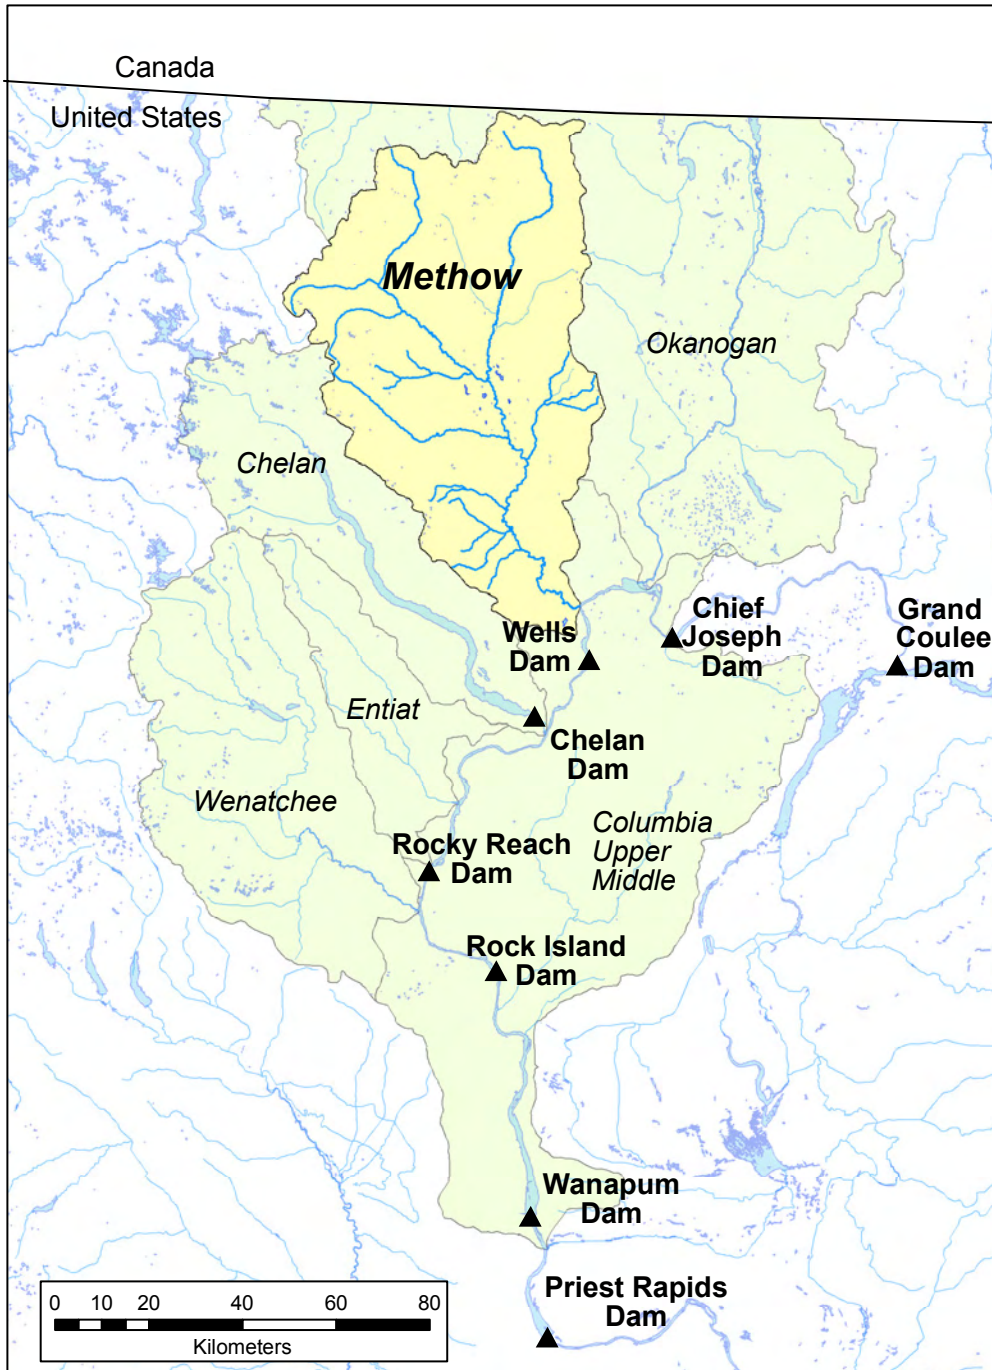 Canada
United States
Methow
Okanogan
Chelan
Chief
Joseph
Dam
Grand
Coulee
Dam
Wells
Dam
Entiat
Chelan
Dam
Wenatchee
Columbia
Upper
Middle
Rocky Reach
Dam
Rock Island
Dam
Wanapum
Dam
Priest Rapids
Dam
0 10 20 40 60 80
Kilometers